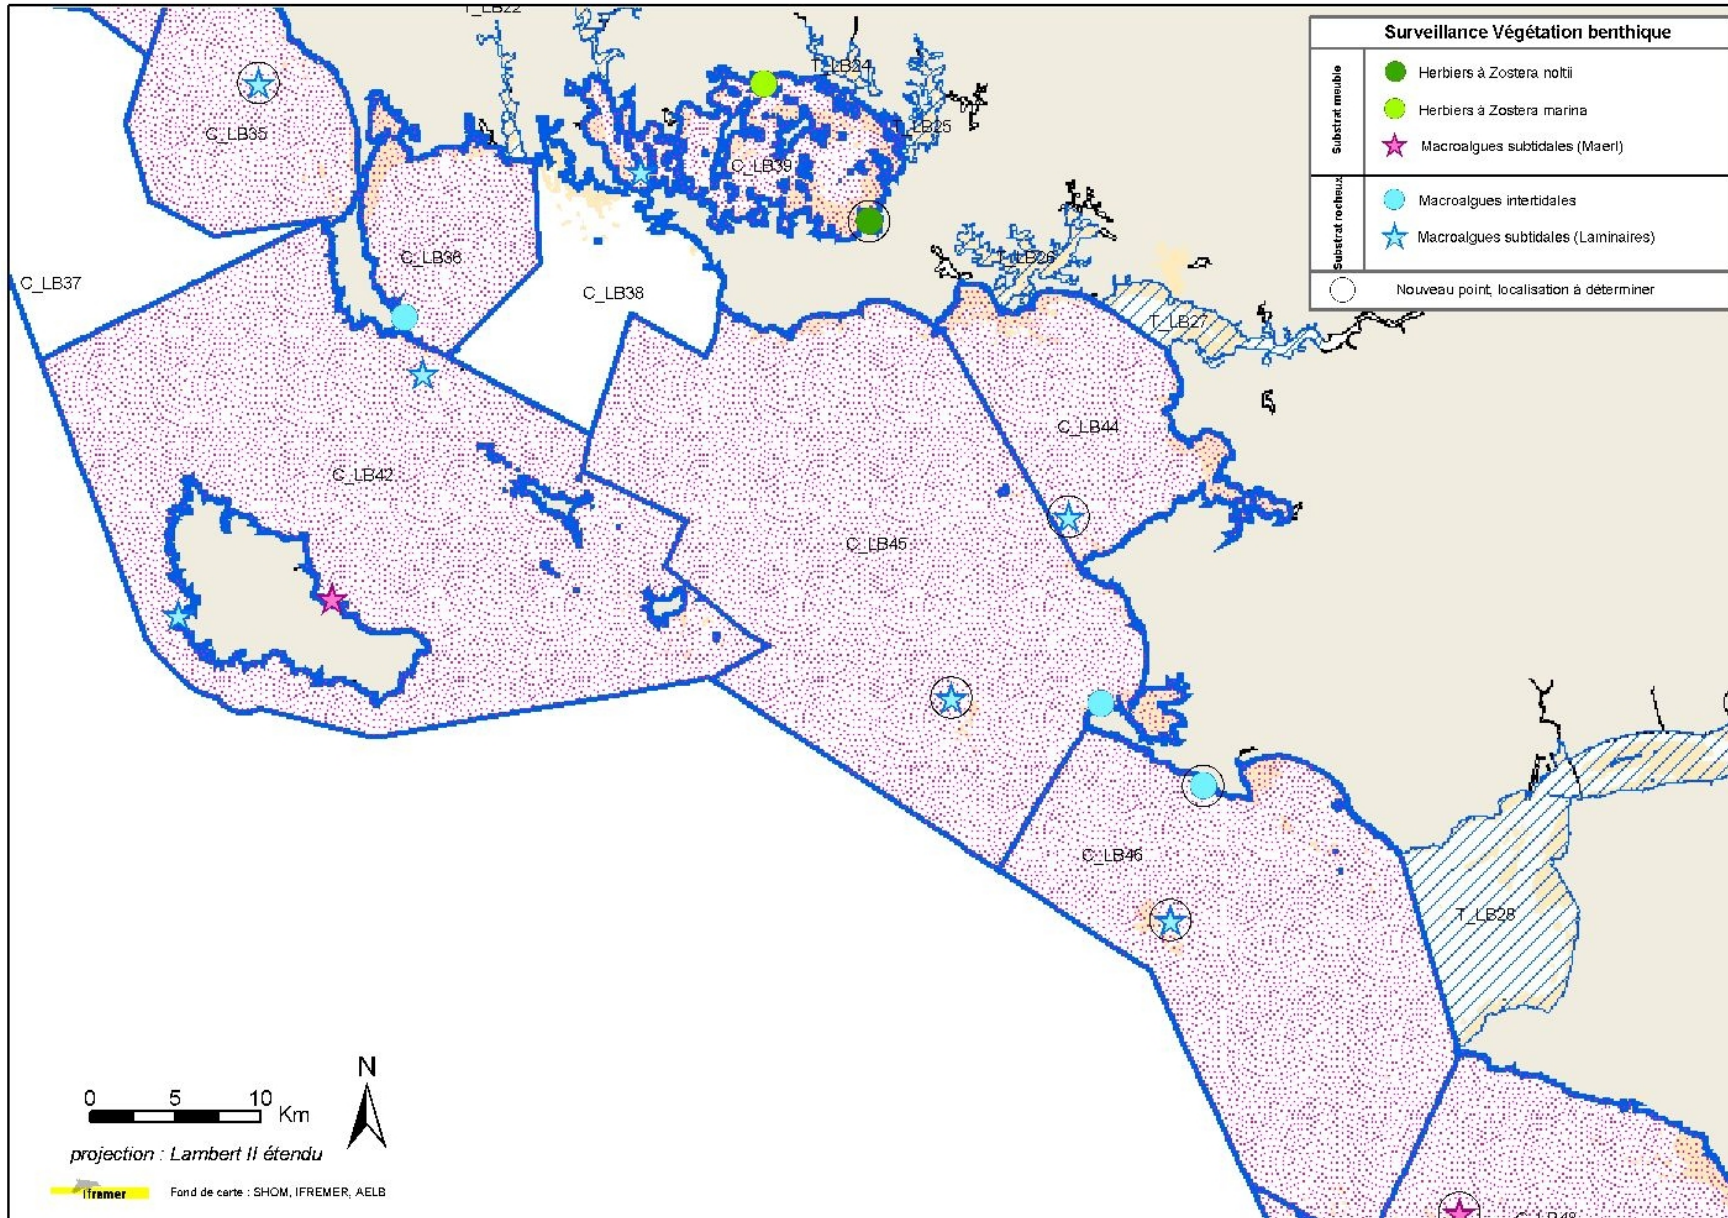 T_LB22
Surveillance Végétation benthique
Substrat meuble
Herbiers à Zostera noltii
Herbiers à Zostera marina
Macroalgues subtidales (Maerl)
Substrat rocheux
Macroalgues intertidales
Macroalgues subtidales (Laminaires)
Nouveau point, localisation à déterminer
T_LB24
C_LB35
T_LB25
C_LB39
C_LB36
T_LB26
C_LB37
C_LB38
T_LB27
C_LB44
C_LB42
C_LB45
C_LB46
T_LB28
N
0 5 10
Km
projection : Lambert II étendu
Ifremer
Fond de carte : SHOM, IFREMER, AELB
C_LB48